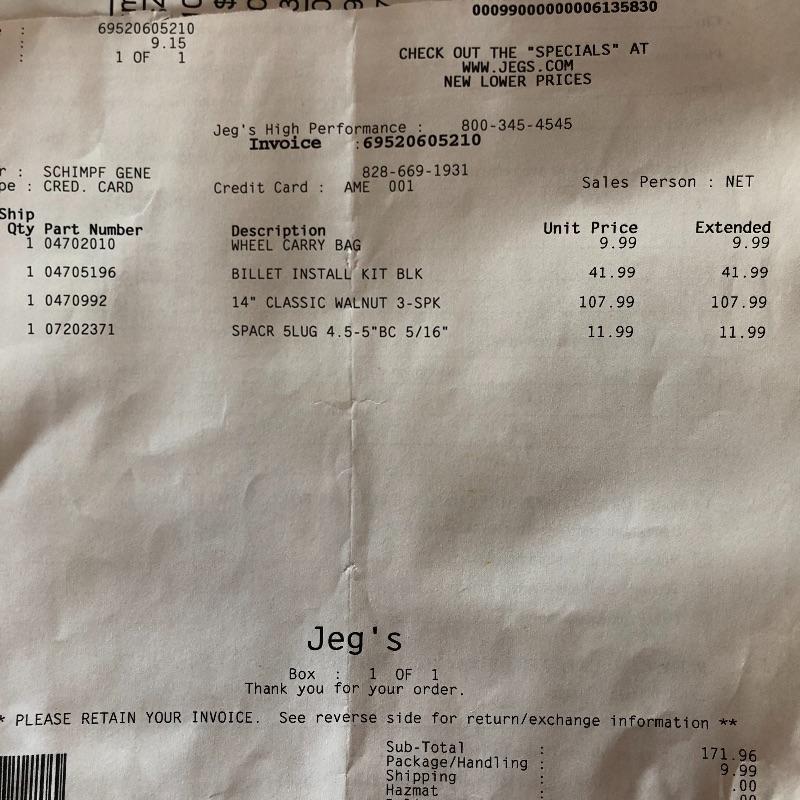 00099000000006135830
: 69520605210
: 9.15
: 1 OF 1
CHECK OUT THE "SPECIALS" AT
WWW.JEGS.COM
NEW LOWER PRICES
Jeg's High Performance : 800-345-4545
Invoice :69520605210
r : SCHIMPF GENE 828-669-1931
pe : CRED. CARD Credit Card : AME 001 Sales Person : NET
Ship
Qty Part Number Description Unit Price Extended
1 04702010 WHEEL CARRY BAG 9.99 9.99
1 04705196 BILLET INSTALL KIT BLK 41.99 41.99
1 0470992 14" CLASSIC WALNUT 3-SPK 107.99 107.99
1 07202371 SPACR 5LUG 4.5-5"BC 5/16" 11.99 11.99
Jeg's
Box : 1 OF 1
Thank you for your order.
* PLEASE RETAIN YOUR INVOICE. See reverse side for return/exchange information **
Sub-Total : 171.96
Package/Handling : 9.99
Shipping : .00
Hazmat :